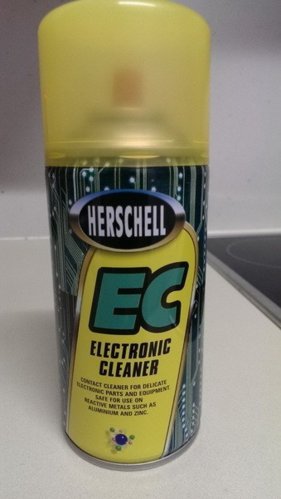 HERSCHELL
EC
ELECTRONIC
CLEANER
CONTACT CLEANER FOR DELICATE
ELECTRONIC PARTS AND EQUIPMENT.
SAFE FOR USE ON
REACTIVE METALS SUCH AS
ALUMINIUM AND ZINC.